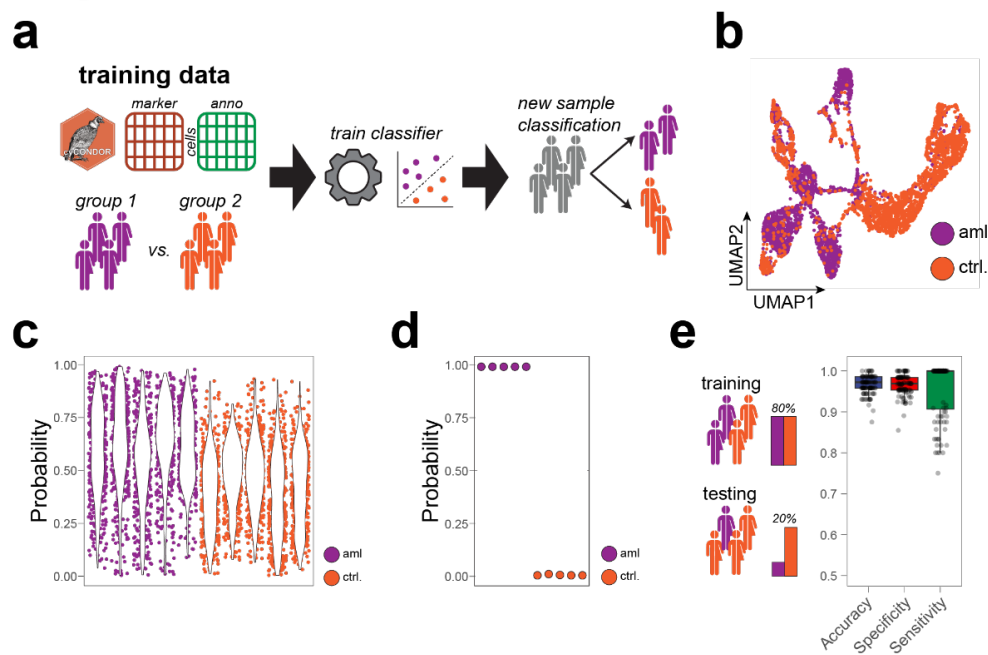 a
training data
marker
anno
cells
cyCONDOR
group 1
vs.
group 2
train classifier
new sample
classification
b
UMAP2
UMAP1
aml
ctrl.
c
Probability
1.00
0.75
0.50
0.25
0.00
aml
ctrl.
d
Probability
1.00
0.75
0.50
0.25
0.00
aml
ctrl.
e
training
80%
testing
20%
1.0
0.9
0.8
0.7
0.6
0.5
Accuracy
Specificity
Sensitivity